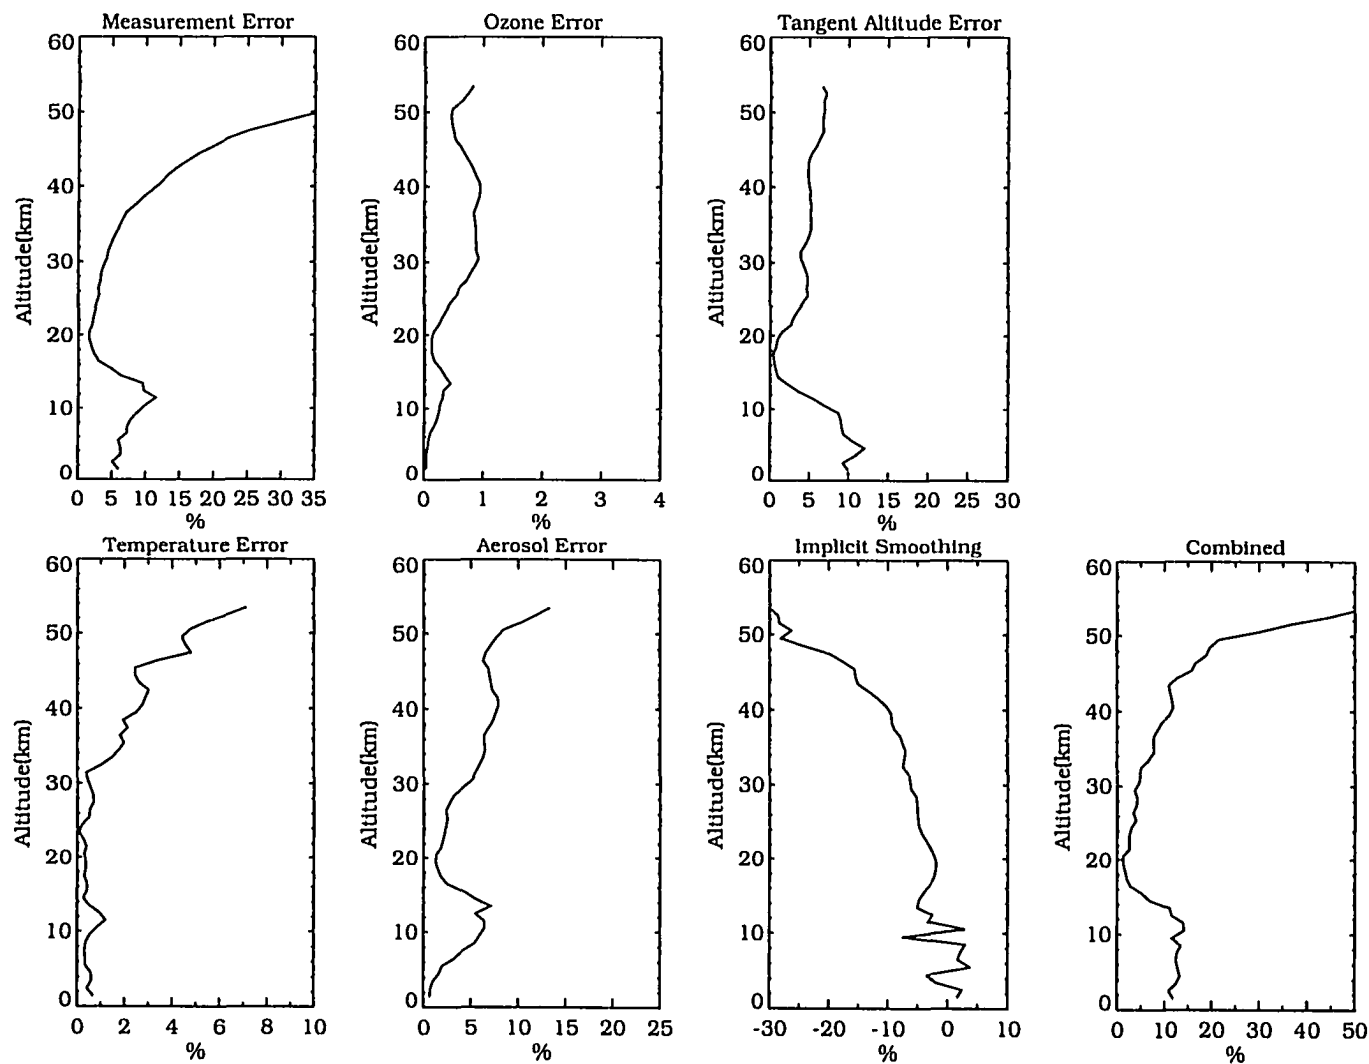 Measurement Error
60
50
40
30
20
10
0
Altitude(km)
0 5 10 15 20 25 30 35
%
Ozone Error
60
50
40
30
20
10
0
Altitude(km)
0 1 2 3 4
%
Tangent Altitude Error
60
50
40
30
20
10
0
Altitude(km)
0 5 10 15 20 25 30
%
Temperature Error
60
50
40
30
20
10
0
Altitude(km)
0 2 4 6 8 10
%
Aerosol Error
60
50
40
30
20
10
0
Altitude(km)
0 5 10 15 20 25
%
Implicit Smoothing
60
50
40
30
20
10
0
Altitude(km)
-30 -20 -10 0 10
%
Combined
60
50
40
30
20
10
0
Altitude(km)
0 10 20 30 40 50
%